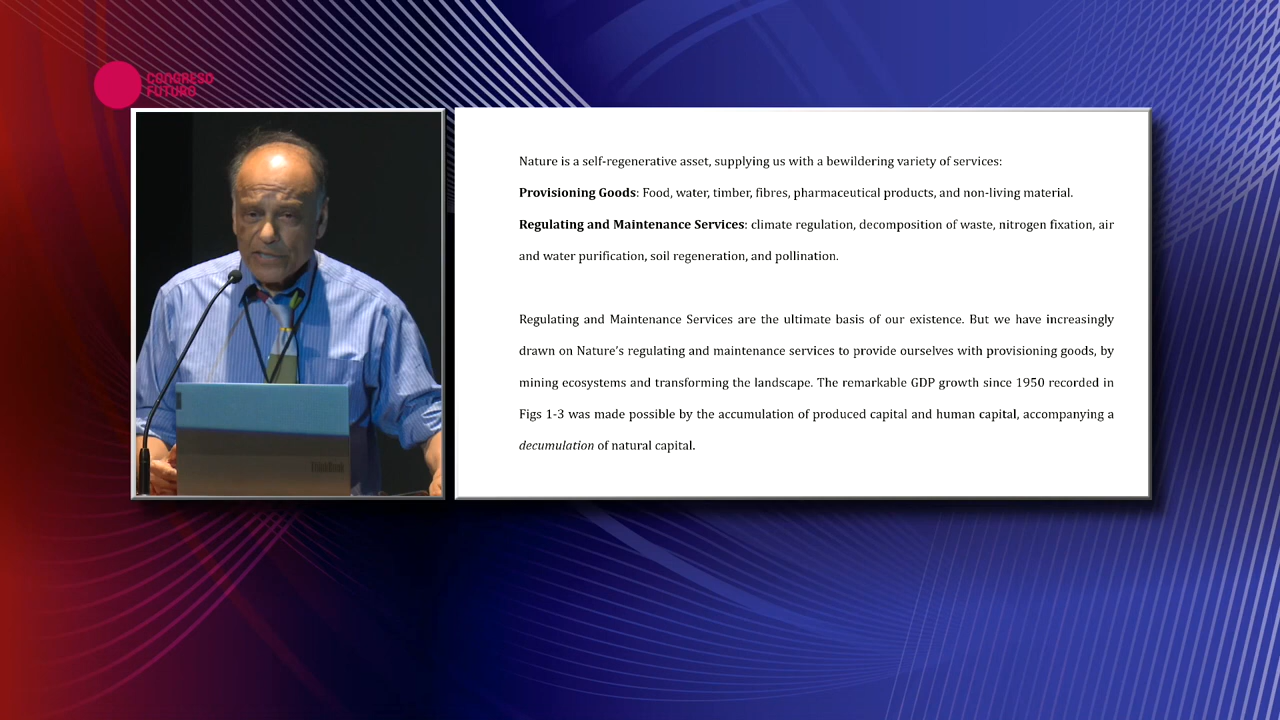 CONGRESO
FUTURO
Nature is a self-regenerative asset, supplying us with a bewildering variety of services:
Provisioning Goods: Food, water, timber, fibres, pharmaceutical products, and non-living material.
Regulating and Maintenance Services: climate regulation, decomposition of waste, nitrogen fixation, air
and water purification, soil regeneration, and pollination.
Regulating and Maintenance Services are the ultimate basis of our existence. But we have increasingly
drawn on Nature's regulating and maintenance services to provide ourselves with provisioning goods, by
mining ecosystems and transforming the landscape. The remarkable GDP growth since 1950 recorded in
Figs 1-3 was made possible by the accumulation of produced capital and human capital, accompanying a
decumulation of natural capital.